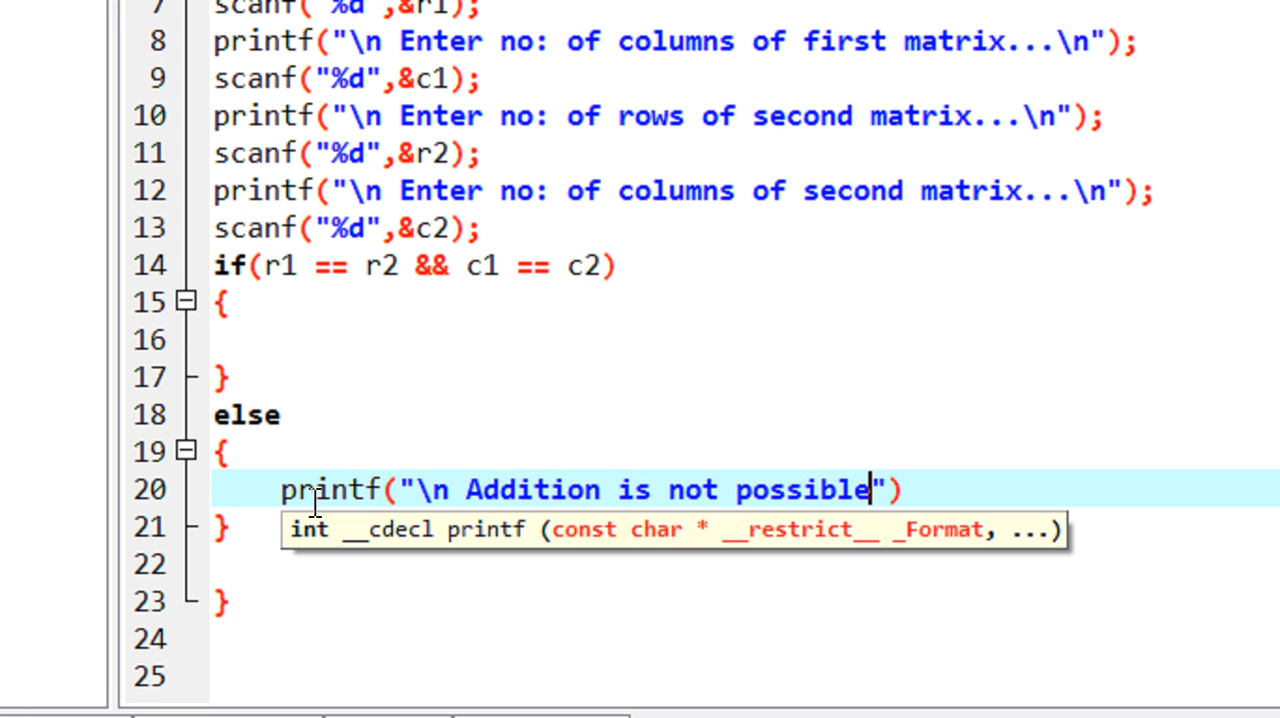 7 scanf("%d",&r1);
8 printf("\n Enter no: of columns of first matrix...\n");
9 scanf("%d",&c1);
10 printf("\n Enter no: of rows of second matrix...\n");
11 scanf("%d",&r2);
12 printf("\n Enter no: of columns of second matrix...\n");
13 scanf("%d",&c2);
14 if(r1 == r2 && c1 == c2)
15 {
16
17 }
18 else
19 {
20 printf("\n Addition is not possible")
21 }
int __cdecl printf (const char * __restrict__ _Format, ...)
22
23 }
24
25